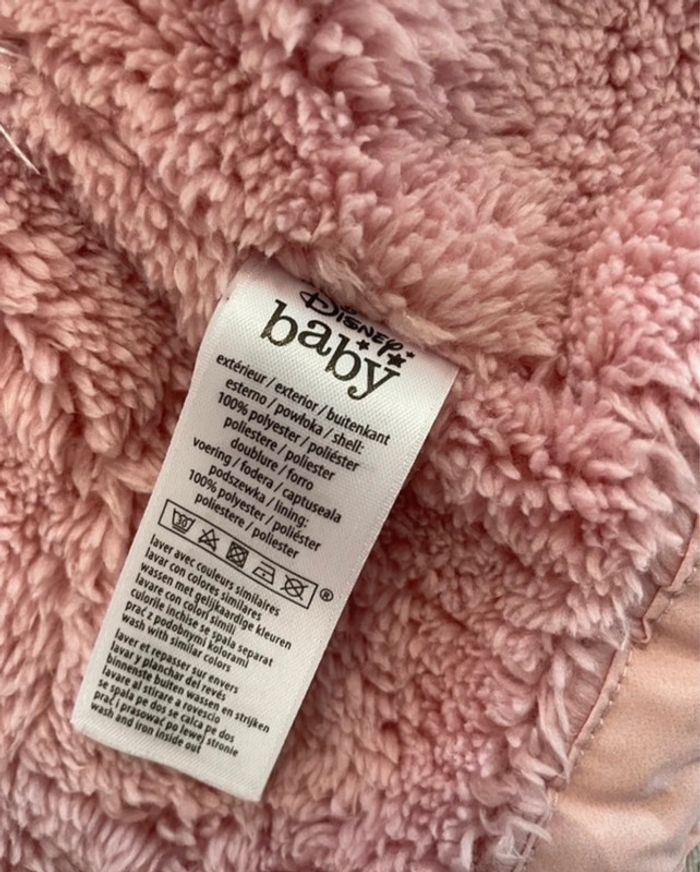 Disney
baby
extérieur / exterior / buitenkant
esterno / powłoka / shell:
100% polyester / poliéster
poliestere / poliester
doublure / forro
voering / fodera / captuseala
podszewka / lining:
100% polyester / poliéster
poliestere / poliester
30
®
laver avec couleurs similaires
lavar con colores similares
wassen met gelijkaardige kleuren
lavare con colori simili
culorile inchise se spala separat
prać z podobnymi kolorami
wash with similar colors
laver et repasser sur envers
lavar y planchar del revés
binnenste buiten wassen en strijken
lavare al stirare a rovescio
se spala pe dos se calca pe dos
prać i prasować po lewej stronie
wash and iron inside out